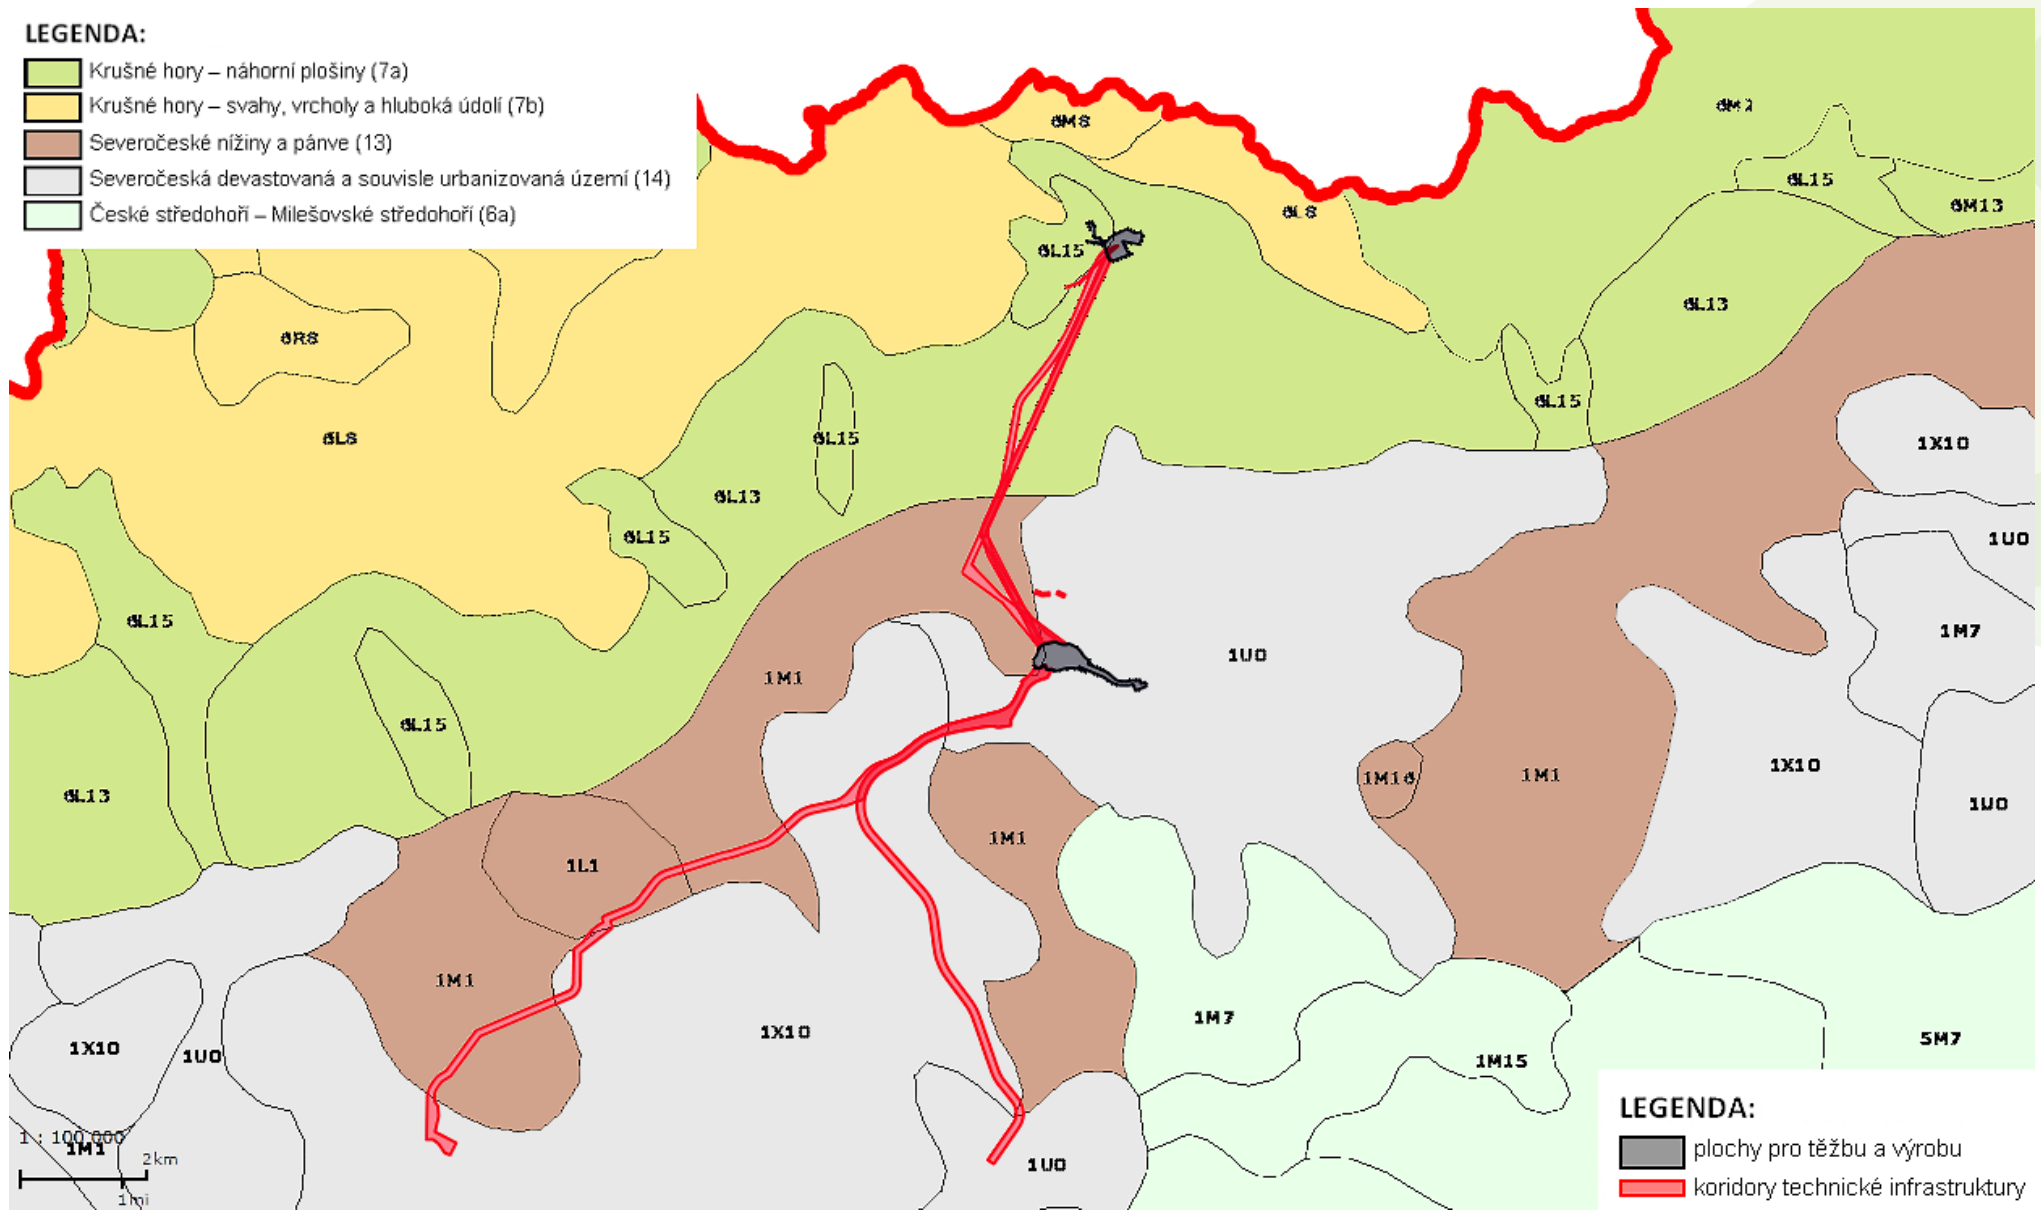 LEGENDA:
Krušné hory – náhorní plošiny (7a)
Krušné hory – svahy, vrcholy a hluboká údolí (7b)
Severočeské nížiny a pánve (13)
Severočeská devastovaná a souvisle urbanizovaná území (14)
České středohoří – Milešovské středohoří (6a)
6M8
6M2
6L15
6M13
6L8
6L15
6L13
6R8
6L15
6L8
6L15
1X10
6L13
6L15
1U0
6L15
1M7
1U0
1M1
6L15
1X10
1M16
1M1
6L13
1U0
1M1
1L1
1M1
1X10
1M7
5M7
1X10
1U0
1M15
1 : 100 000
1M1
2km
1mi
1U0
LEGENDA:
plochy pro těžbu a výrobu
koridory technické infrastruktury